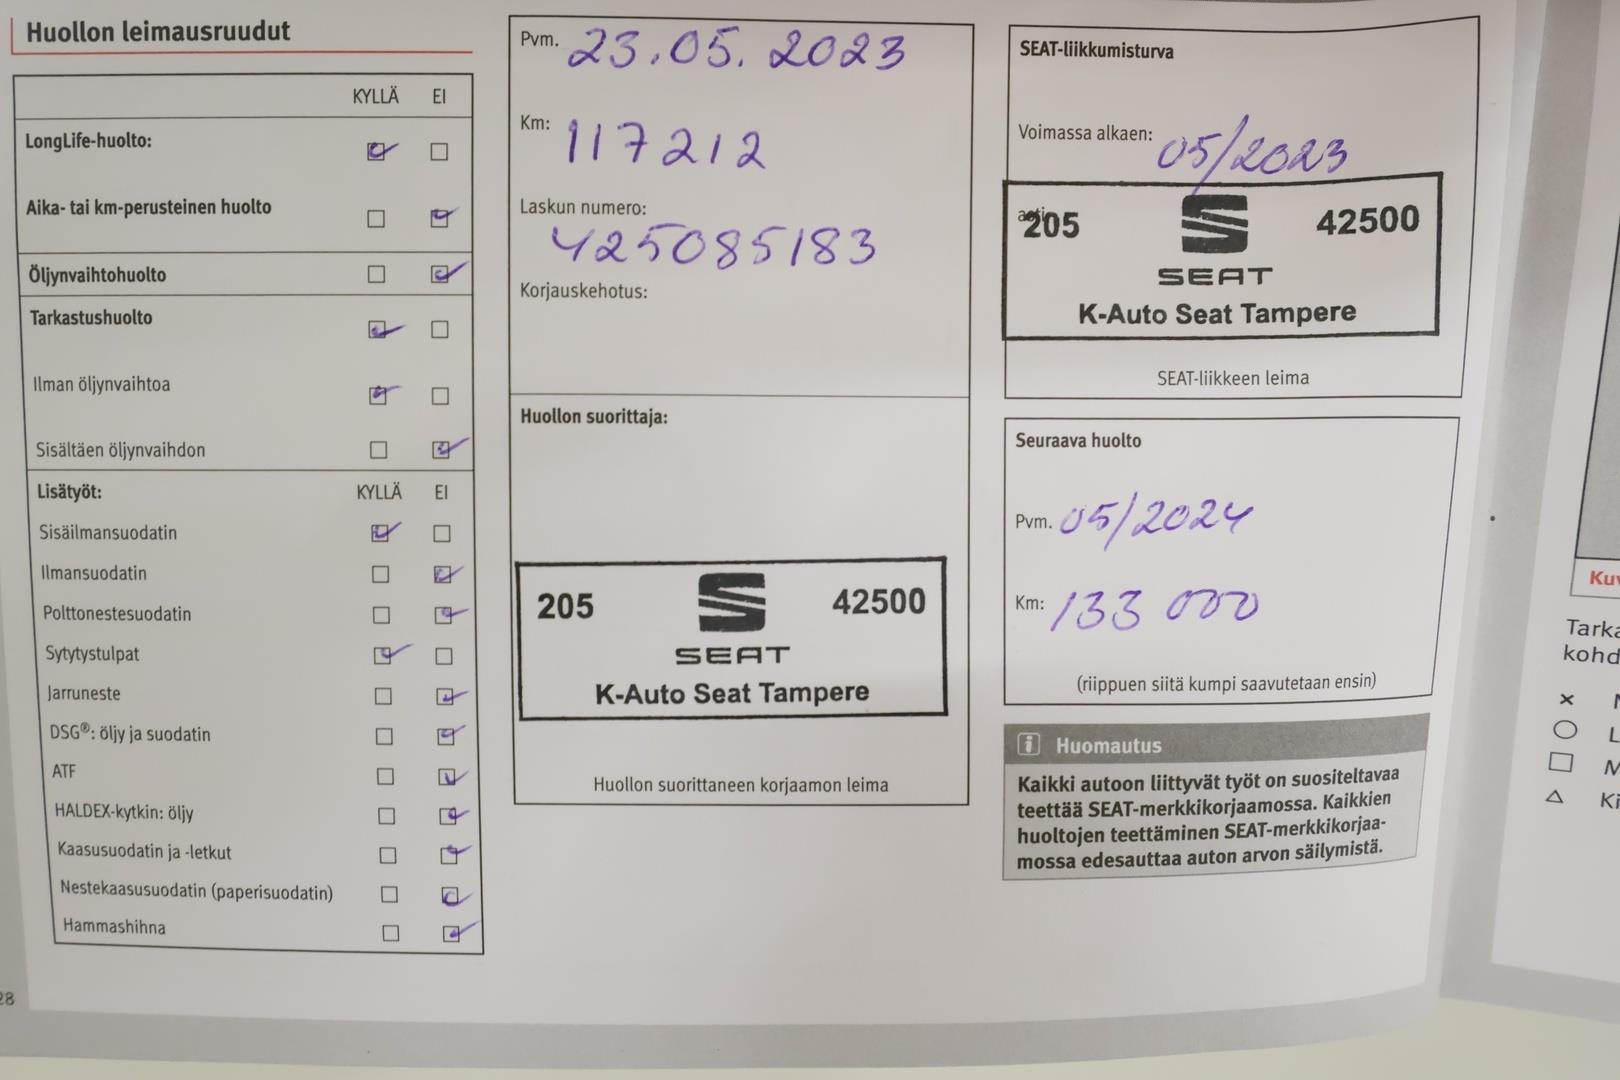 Huollon leimausruudut
KYLLÄ EI
LongLife-huolto:
Aika- tai km-perusteinen huolto
Öljynvaihtohuolto
Tarkastushuolto
Ilman öljynvaihtoa
Sisältäen öljynvaihdon
Lisätyöt: KYLLÄ EI
Sisäilmansuodatin
Ilmansuodatin
Polttonestesuodatin
Sytytystulpat
Jarruneste
DSG®: öljy ja suodatin
ATF
HALDEX-kytkin: öljy
Kaasusuodatin ja -letkut
Nestekaasusuodatin (paperisuodatin)
Hammashihna
28
Pvm. 23.05.2023
Km: 117212
Laskun numero:
425085183
Korjauskehotus:
Huollon suorittaja:
205 42500
SEAT
K-Auto Seat Tampere
Huollon suorittaneen korjaamon leima
SEAT-liikkumisturva
Voimassa alkaen: 05/2023
205 42500
SEAT
K-Auto Seat Tampere
SEAT-liikkeen leima
Seuraava huolto
Pvm. 05/2024
Km: 133 000
(riippuen siitä kumpi saavutetaan ensin)
i Huomautus
Kaikki autoon liittyvät työt on suositeltavaa
teettää SEAT-merkkikorjaamossa. Kaikkien
huoltojen teettäminen SEAT-merkkikorjaa-
mossa edesauttaa auton arvon säilymistä.